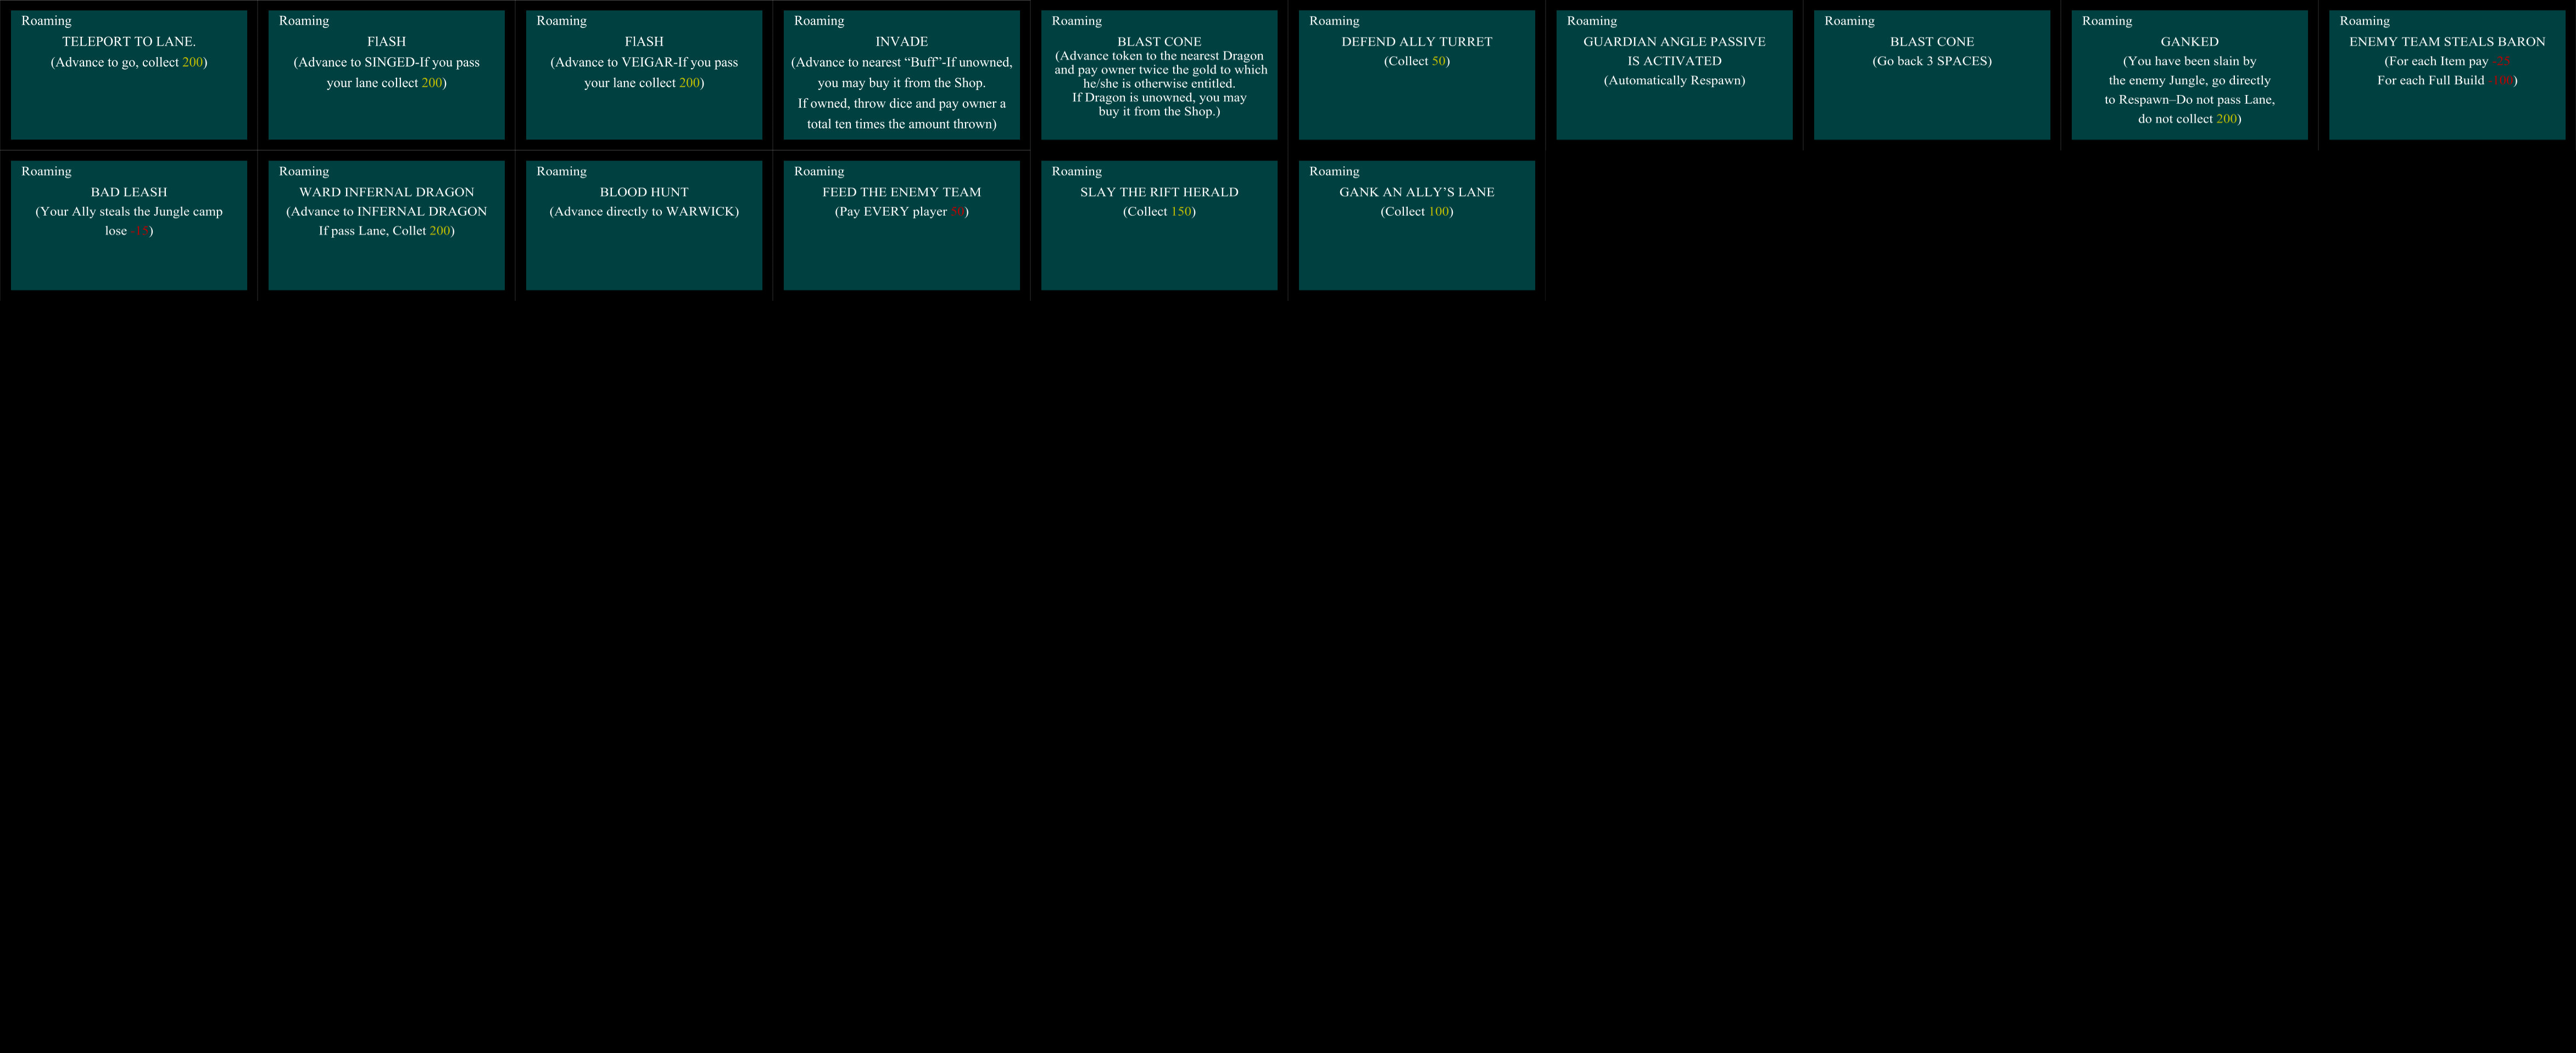 Roaming
TELEPORT TO LANE.
(Advance to go, collect 200)
Roaming
FlASH
(Advance to SINGED-If you pass
your lane collect 200)
Roaming
FlASH
(Advance to VEIGAR-If you pass
your lane collect 200)
Roaming
INVADE
(Advance to nearest “Buff”-If unowned,
you may buy it from the Shop.
If owned, throw dice and pay owner a
total ten times the amount thrown)
Roaming
BLAST CONE
(Advance token to the nearest Dragon
and pay owner twice the gold to which
he/she is otherwise entitled.
If Dragon is unowned, you may
buy it from the Shop.)
Roaming
DEFEND ALLY TURRET
(Collect 50)
Roaming
GUARDIAN ANGLE PASSIVE
IS ACTIVATED
(Automatically Respawn)
Roaming
BLAST CONE
(Go back 3 SPACES)
Roaming
GANKED
(You have been slain by
the enemy Jungle, go directly
to Respawn–Do not pass Lane,
do not collect 200)
Roaming
ENEMY TEAM STEALS BARON
(For each Item pay -25
For each Full Build -100)
Roaming
BAD LEASH
(Your Ally steals the Jungle camp
lose -15)
Roaming
WARD INFERNAL DRAGON
(Advance to INFERNAL DRAGON
If pass Lane, Collet 200)
Roaming
BLOOD HUNT
(Advance directly to WARWICK)
Roaming
FEED THE ENEMY TEAM
(Pay EVERY player 50)
Roaming
SLAY THE RIFT HERALD
(Collect 150)
Roaming
GANK AN ALLY’S LANE
(Collect 100)